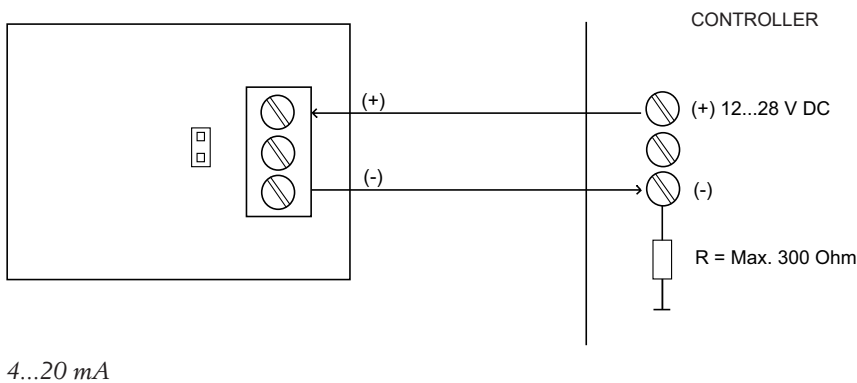 CONTROLLER
(+)
(+) 12...28 V DC
(-)
(-)
R = Max. 300 Ohm
4...20 mA